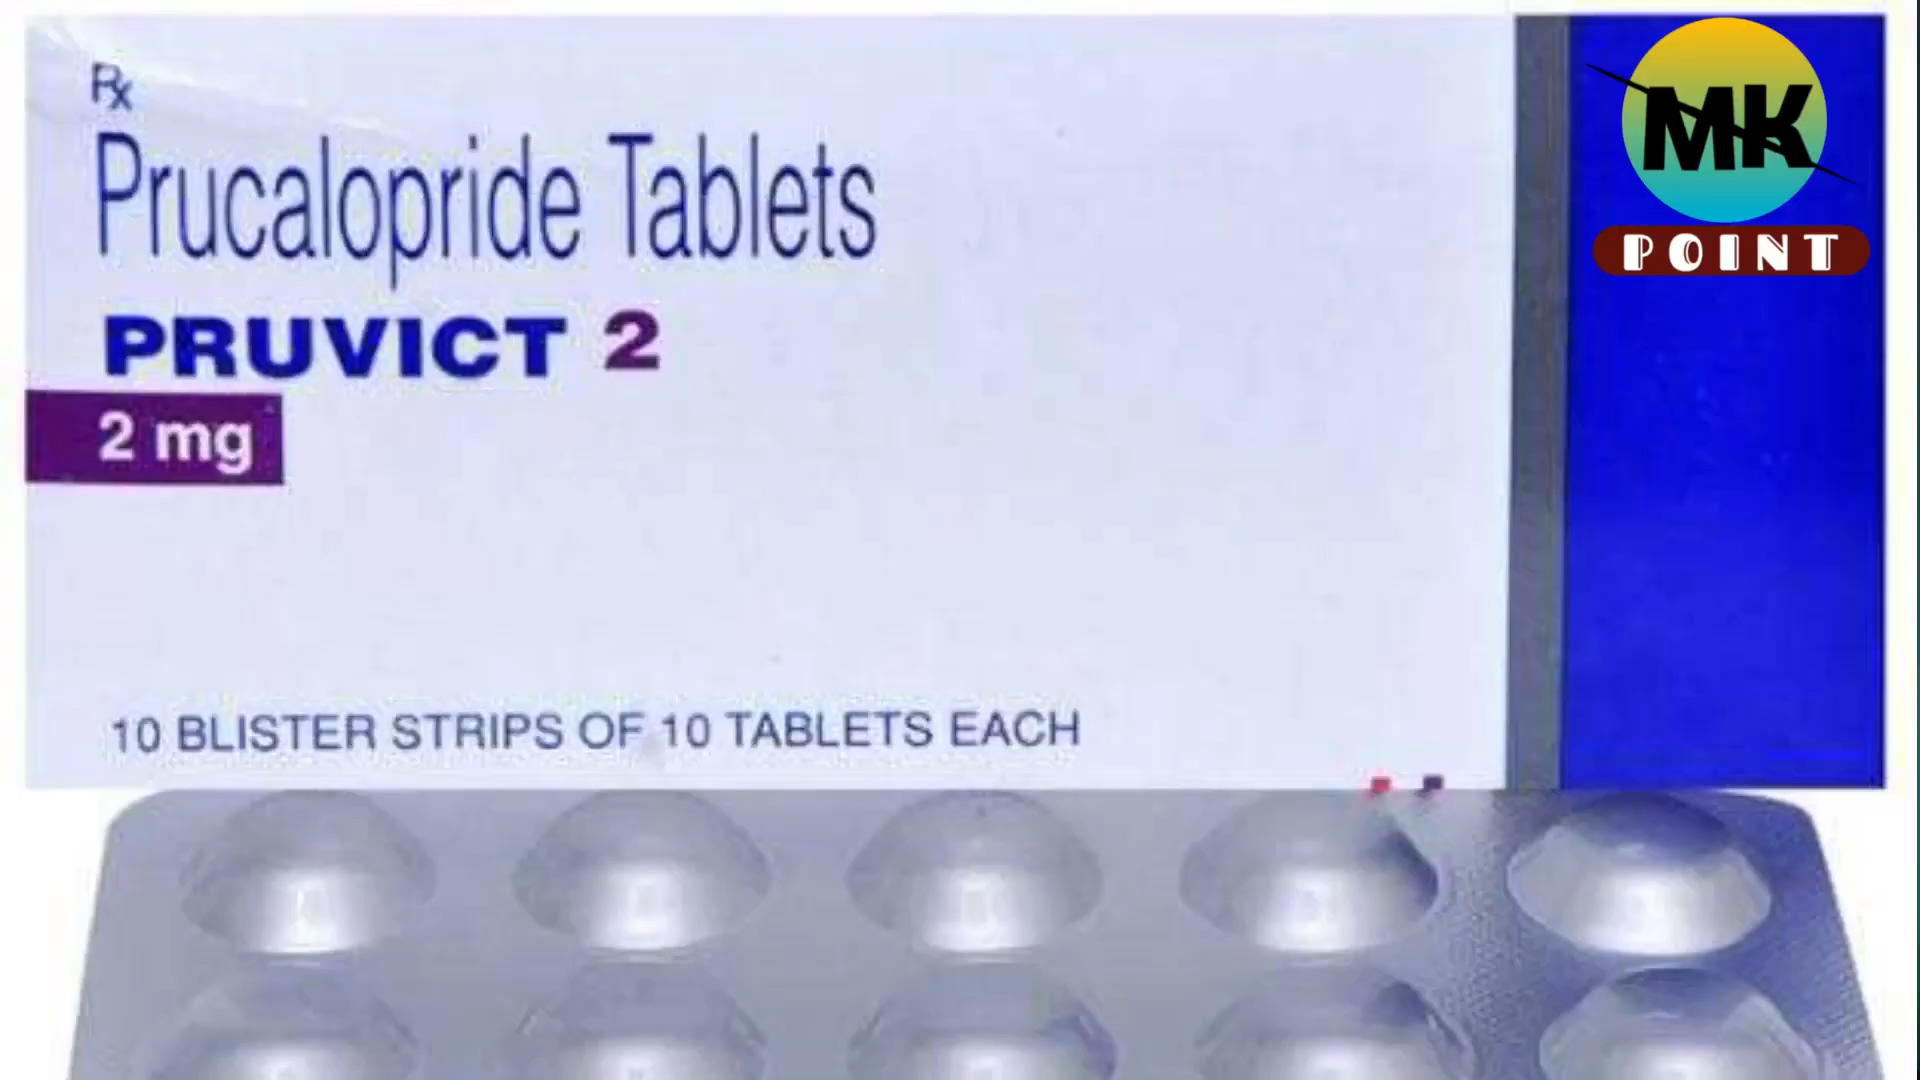 Rx
Prucalopride Tablets
PRUVICT 2
2 mg
10 BLISTER STRIPS OF 10 TABLETS EACH
MK
POINT